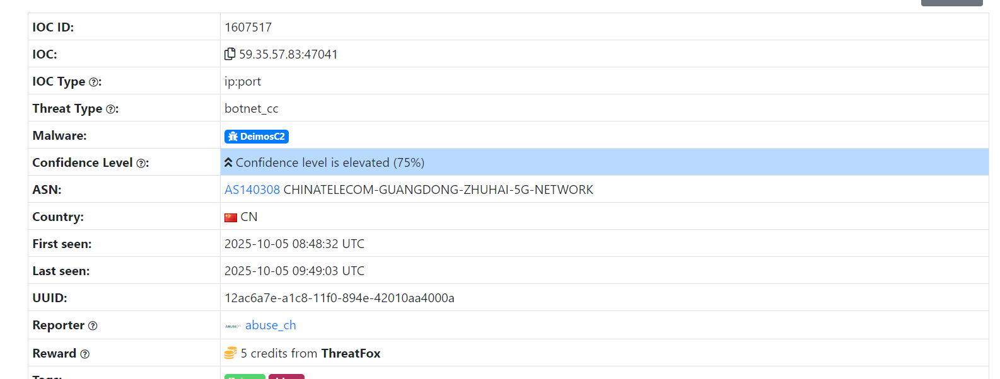 IOC ID: 1607517
IOC: 59.35.57.83:47041
IOC Type ?: ip:port
Threat Type ?: botnet_cc
Malware: DeimosC2
Confidence Level ?: Confidence level is elevated (75%)
ASN: AS140308 CHINATELECOM-GUANGDONG-ZHUHAI-5G-NETWORK
Country: CN
First seen: 2025-10-05 08:48:32 UTC
Last seen: 2025-10-05 09:49:03 UTC
UUID: 12ac6a7e-a1c8-11f0-894e-42010aa4000a
Reporter ? ABUSE abuse_ch
Reward ? 5 credits from ThreatFox
Tags: